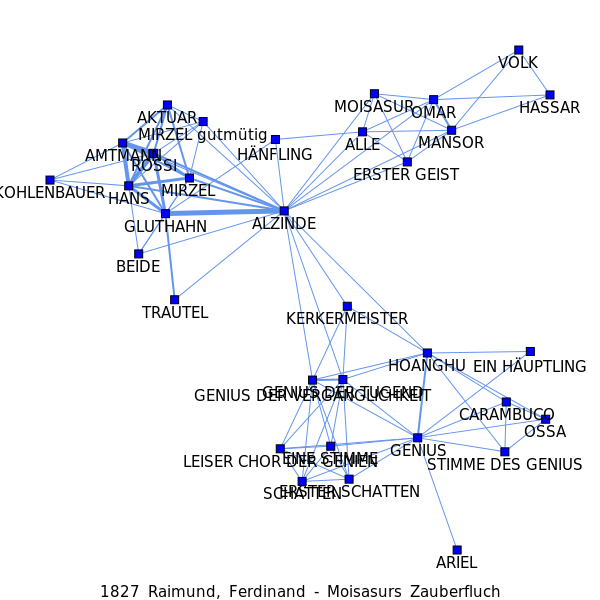 VOLK
MOISASUR
OMAR
HASSAR
AKTUAR
MIRZEL gutmütig
ALLE
MANSOR
AMTMANN
ROSSI
HÄNFLING
ERSTER GEIST
KOHLENBAUER
HANS
MIRZEL
GLUTHAHN
ALZINDE
BEIDE
TRAUTEL
KERKERMEISTER
HOANGHU
EIN HÄUPTLING
GENIUS DER TUGEND
GENIUS DER VERGÄNGLICHKEIT
CARAMBUCO
OSSA
GENIUS
LEISER CHOR DER GENIEN
EINE STIMME
STIMME DES GENIUS
SCHATTEN
ERSTER SCHATTEN
ARIEL
1827 Raimund, Ferdinand - Moisasurs Zauberfluch